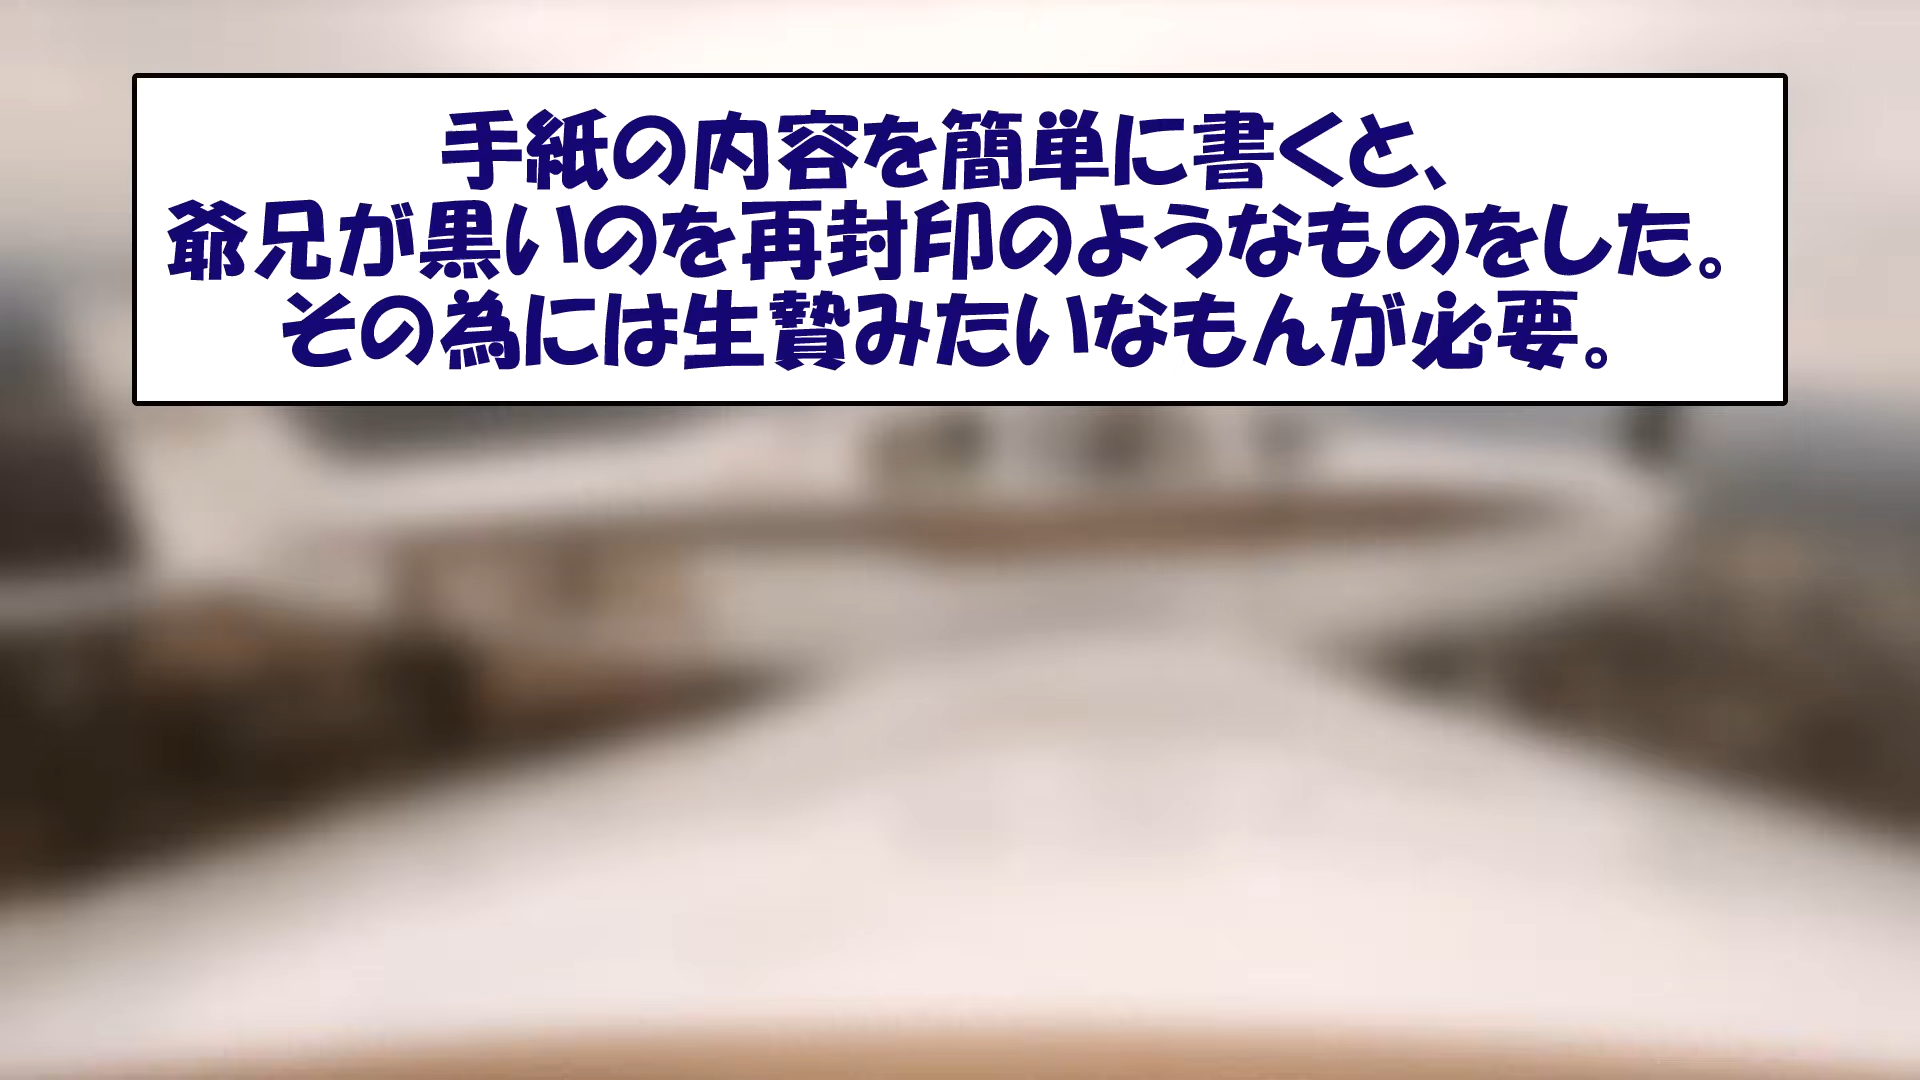 手紙の内容を簡単に書くと、
爺兄が黒いのを再封印のようなものをした。
その為には生贄みたいなもんが必要。